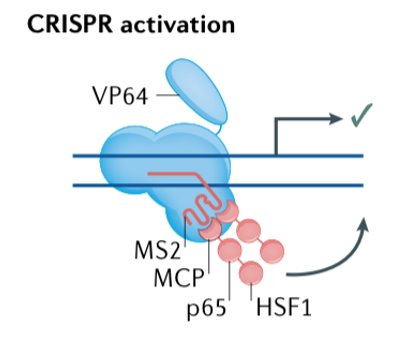 CRISPR activation
VP64
MS2
MCP
p65
HSF1